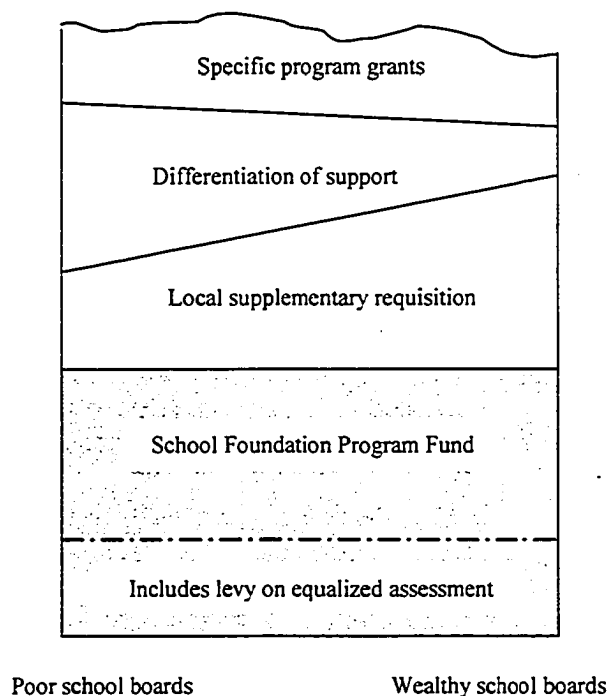 Specific program grants
Differentiation of support
Local supplementary requisition
School Foundation Program Fund
Includes levy on equalized assessment
Poor school boards Wealthy school boards